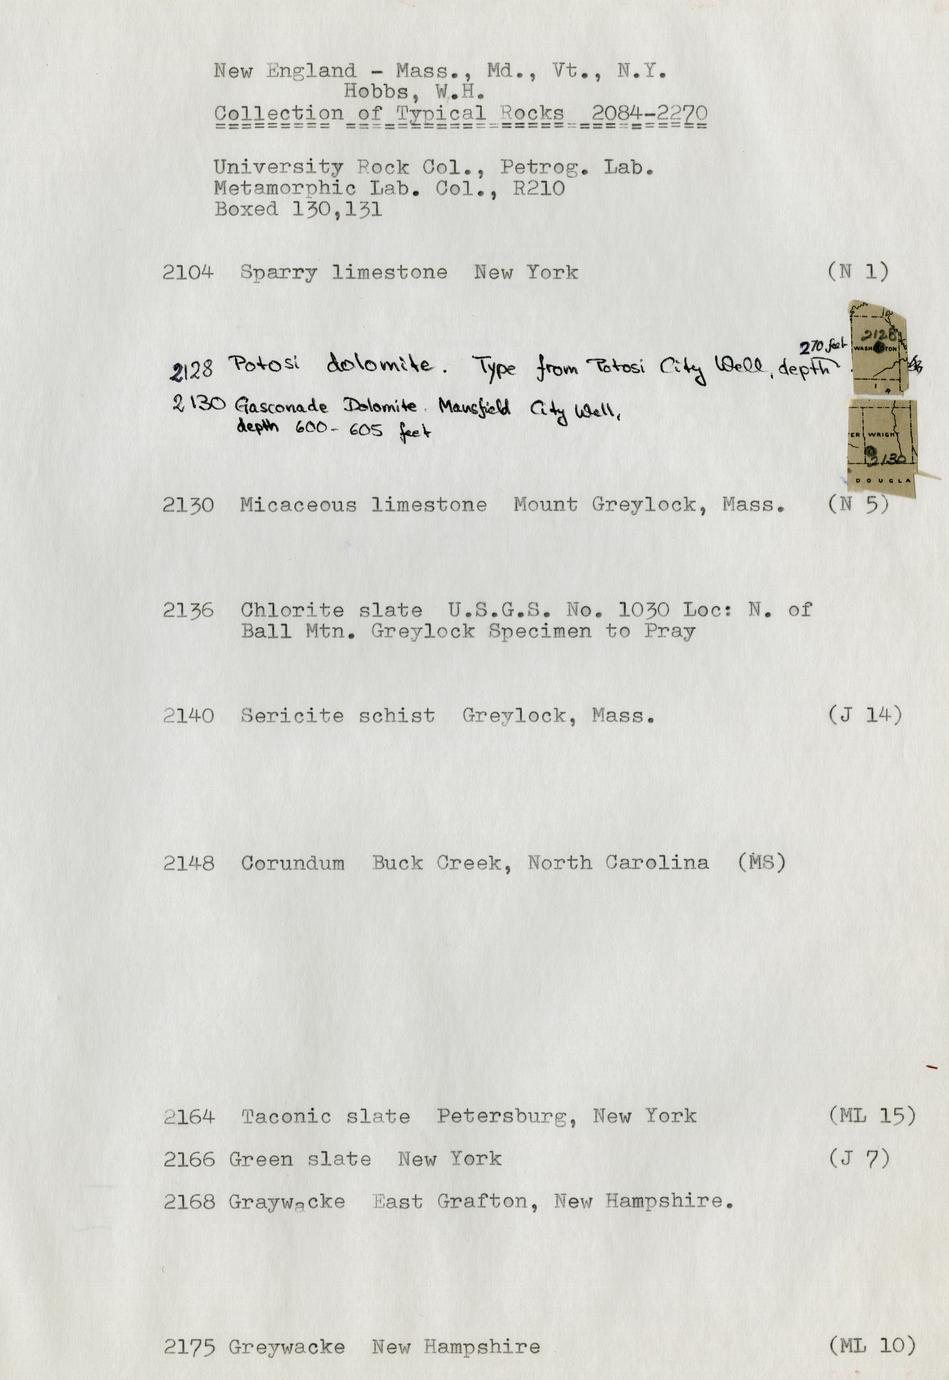 New England - Mass., Md., Vt., N.Y.
Hobbs, W.H.
Collection of Typical Rocks 2084-2270
University Rock Col., Petrog. Lab.
Metamorphic Lab. Col., R210
Boxed 130,131
2104 Sparry limestone New York (N 1)
2128
WASHINGTON
270 feet
2128 Potosi dolomite. Type from Potosi City Well, depth
2130 Gasconade Dolomite. Mansfield City Well,
depth 600-605 feet
ER WRIGHT
2130
DOUGLA
2130 Micaceous limestone Mount Greylock, Mass. (N 5)
2136 Chlorite slate U.S.G.S. No. 1030 Loc: N. of
Ball Mtn. Greylock Specimen to Pray
2140 Sericite schist Greylock, Mass. (J 14)
2148 Corundum Buck Creek, North Carolina (MS)
2164 Taconic slate Petersburg, New York (ML 15)
2166 Green slate New York (J 7)
2168 Graywacke East Grafton, New Hampshire.
2175 Greywacke New Hampshire (ML 10)